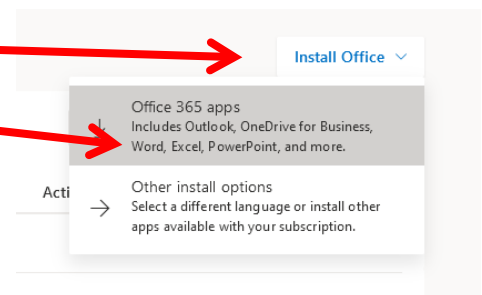 Install Office
Office 365 apps
Includes Outlook, OneDrive for Business,
Word, Excel, PowerPoint, and more.
Acti
Other install options
Select a different language or install other
apps available with your subscription.